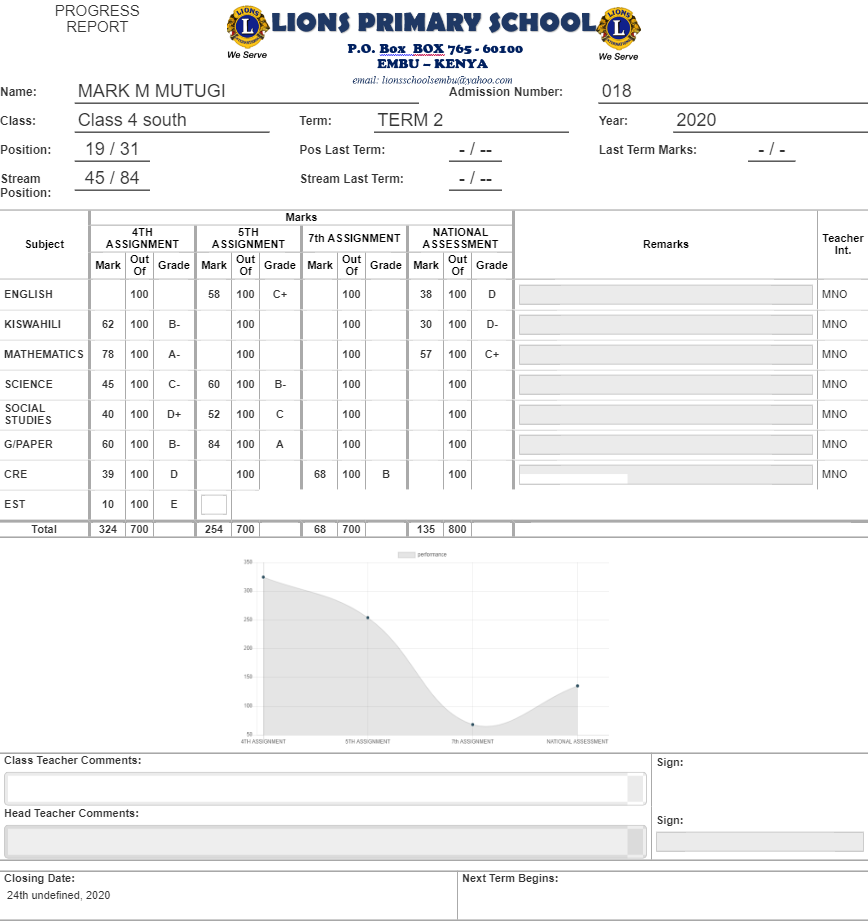 PROGRESS
REPORT
LIONS PRIMARY SCHOOL
LIONS L INTERNATIONAL
LIONS L INTERNATIONAL
We Serve
We Serve
P.O. Box BOX 765 - 60100
EMBU – KENYA
email: lionsschoolsembu@yahoo.com
Name: MARK M MUTUGI Admission Number: 018
Class: Class 4 south Term: TERM 2 Year: 2020
Position: 19 / 31 Pos Last Term: - / -- Last Term Marks: - / -
Stream Position: 45 / 84 Stream Last Term: - / --
Marks
Subject 4TH ASSIGNMENT 5TH ASSIGNMENT 7th ASSIGNMENT NATIONAL ASSESSMENT Remarks Teacher Int.
Mark Out Of Grade Mark Out Of Grade Mark Out Of Grade Mark Out Of Grade
ENGLISH 100 58 100 C+ 100 38 100 D MNO
KISWAHILI 62 100 B- 100 100 30 100 D- MNO
MATHEMATICS 78 100 A- 100 100 57 100 C+ MNO
SCIENCE 45 100 C- 60 100 B- 100 100 MNO
SOCIAL STUDIES 40 100 D+ 52 100 C 100 100 MNO
G/PAPER 60 100 B- 84 100 A 100 100 MNO
CRE 39 100 D 100 68 100 B 100 MNO
EST 10 100 E
Total 324 700 254 700 68 700 135 800
performance
350
300
250
200
150
100
50
4TH ASSIGNMENT 5TH ASSIGNMENT 7th ASSIGNMENT NATIONAL ASSESSMENT
Class Teacher Comments: Sign:
Head Teacher Comments: Sign:
Closing Date: Next Term Begins:
24th undefined, 2020